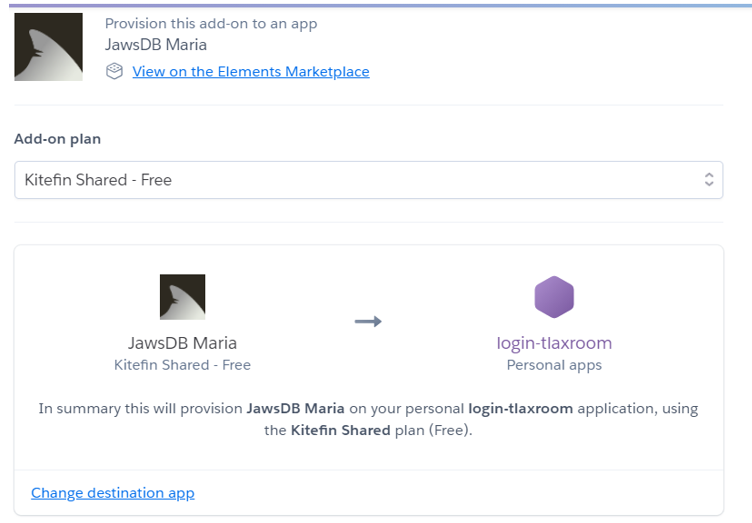 Provision this add-on to an app
JawsDB Maria
View on the Elements Marketplace
Add-on plan
Kitefin Shared - Free
JawsDB Maria
Kitefin Shared - Free
login-tlaxroom
Personal apps
In summary this will provision JawsDB Maria on your personal login-tlaxroom application, using
the Kitefin Shared plan (Free).
Change destination app